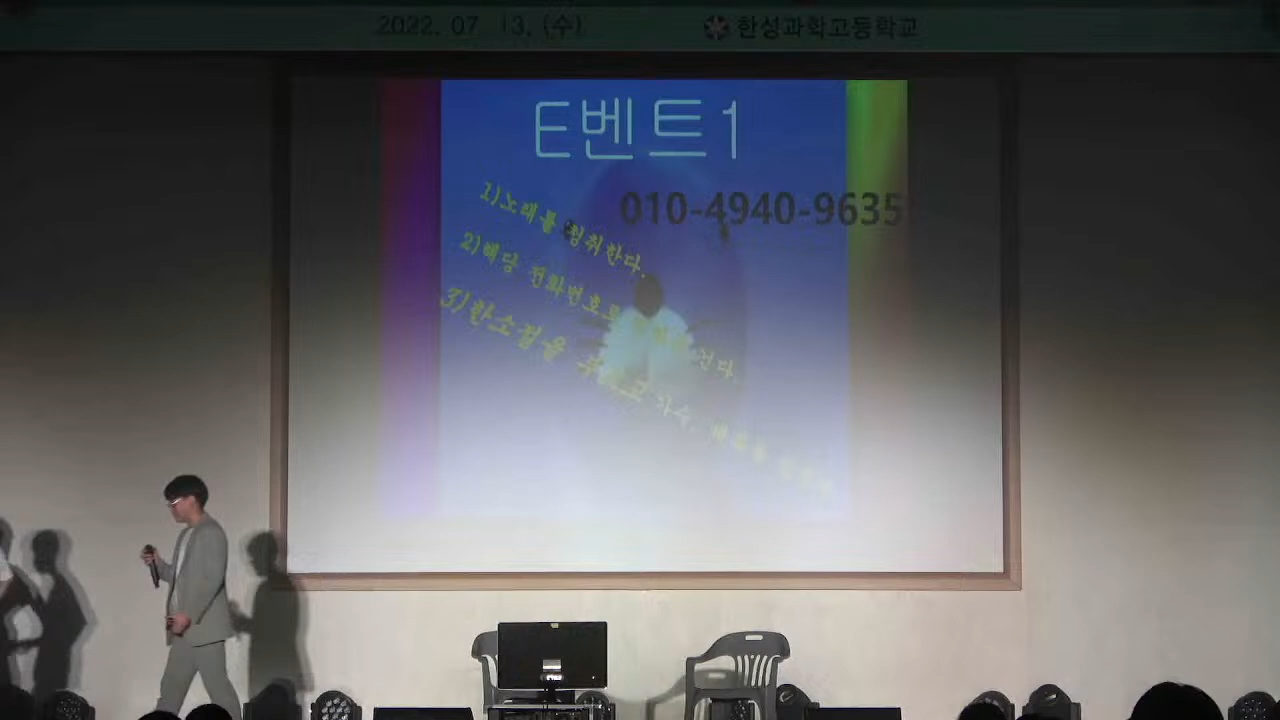 2022. 07. 13. (수) 한성과학고등학교
E벤트1
010-4940-9635
1)노래를 청취한다.
2)해당 전화번호로 건다.
3)한소절을